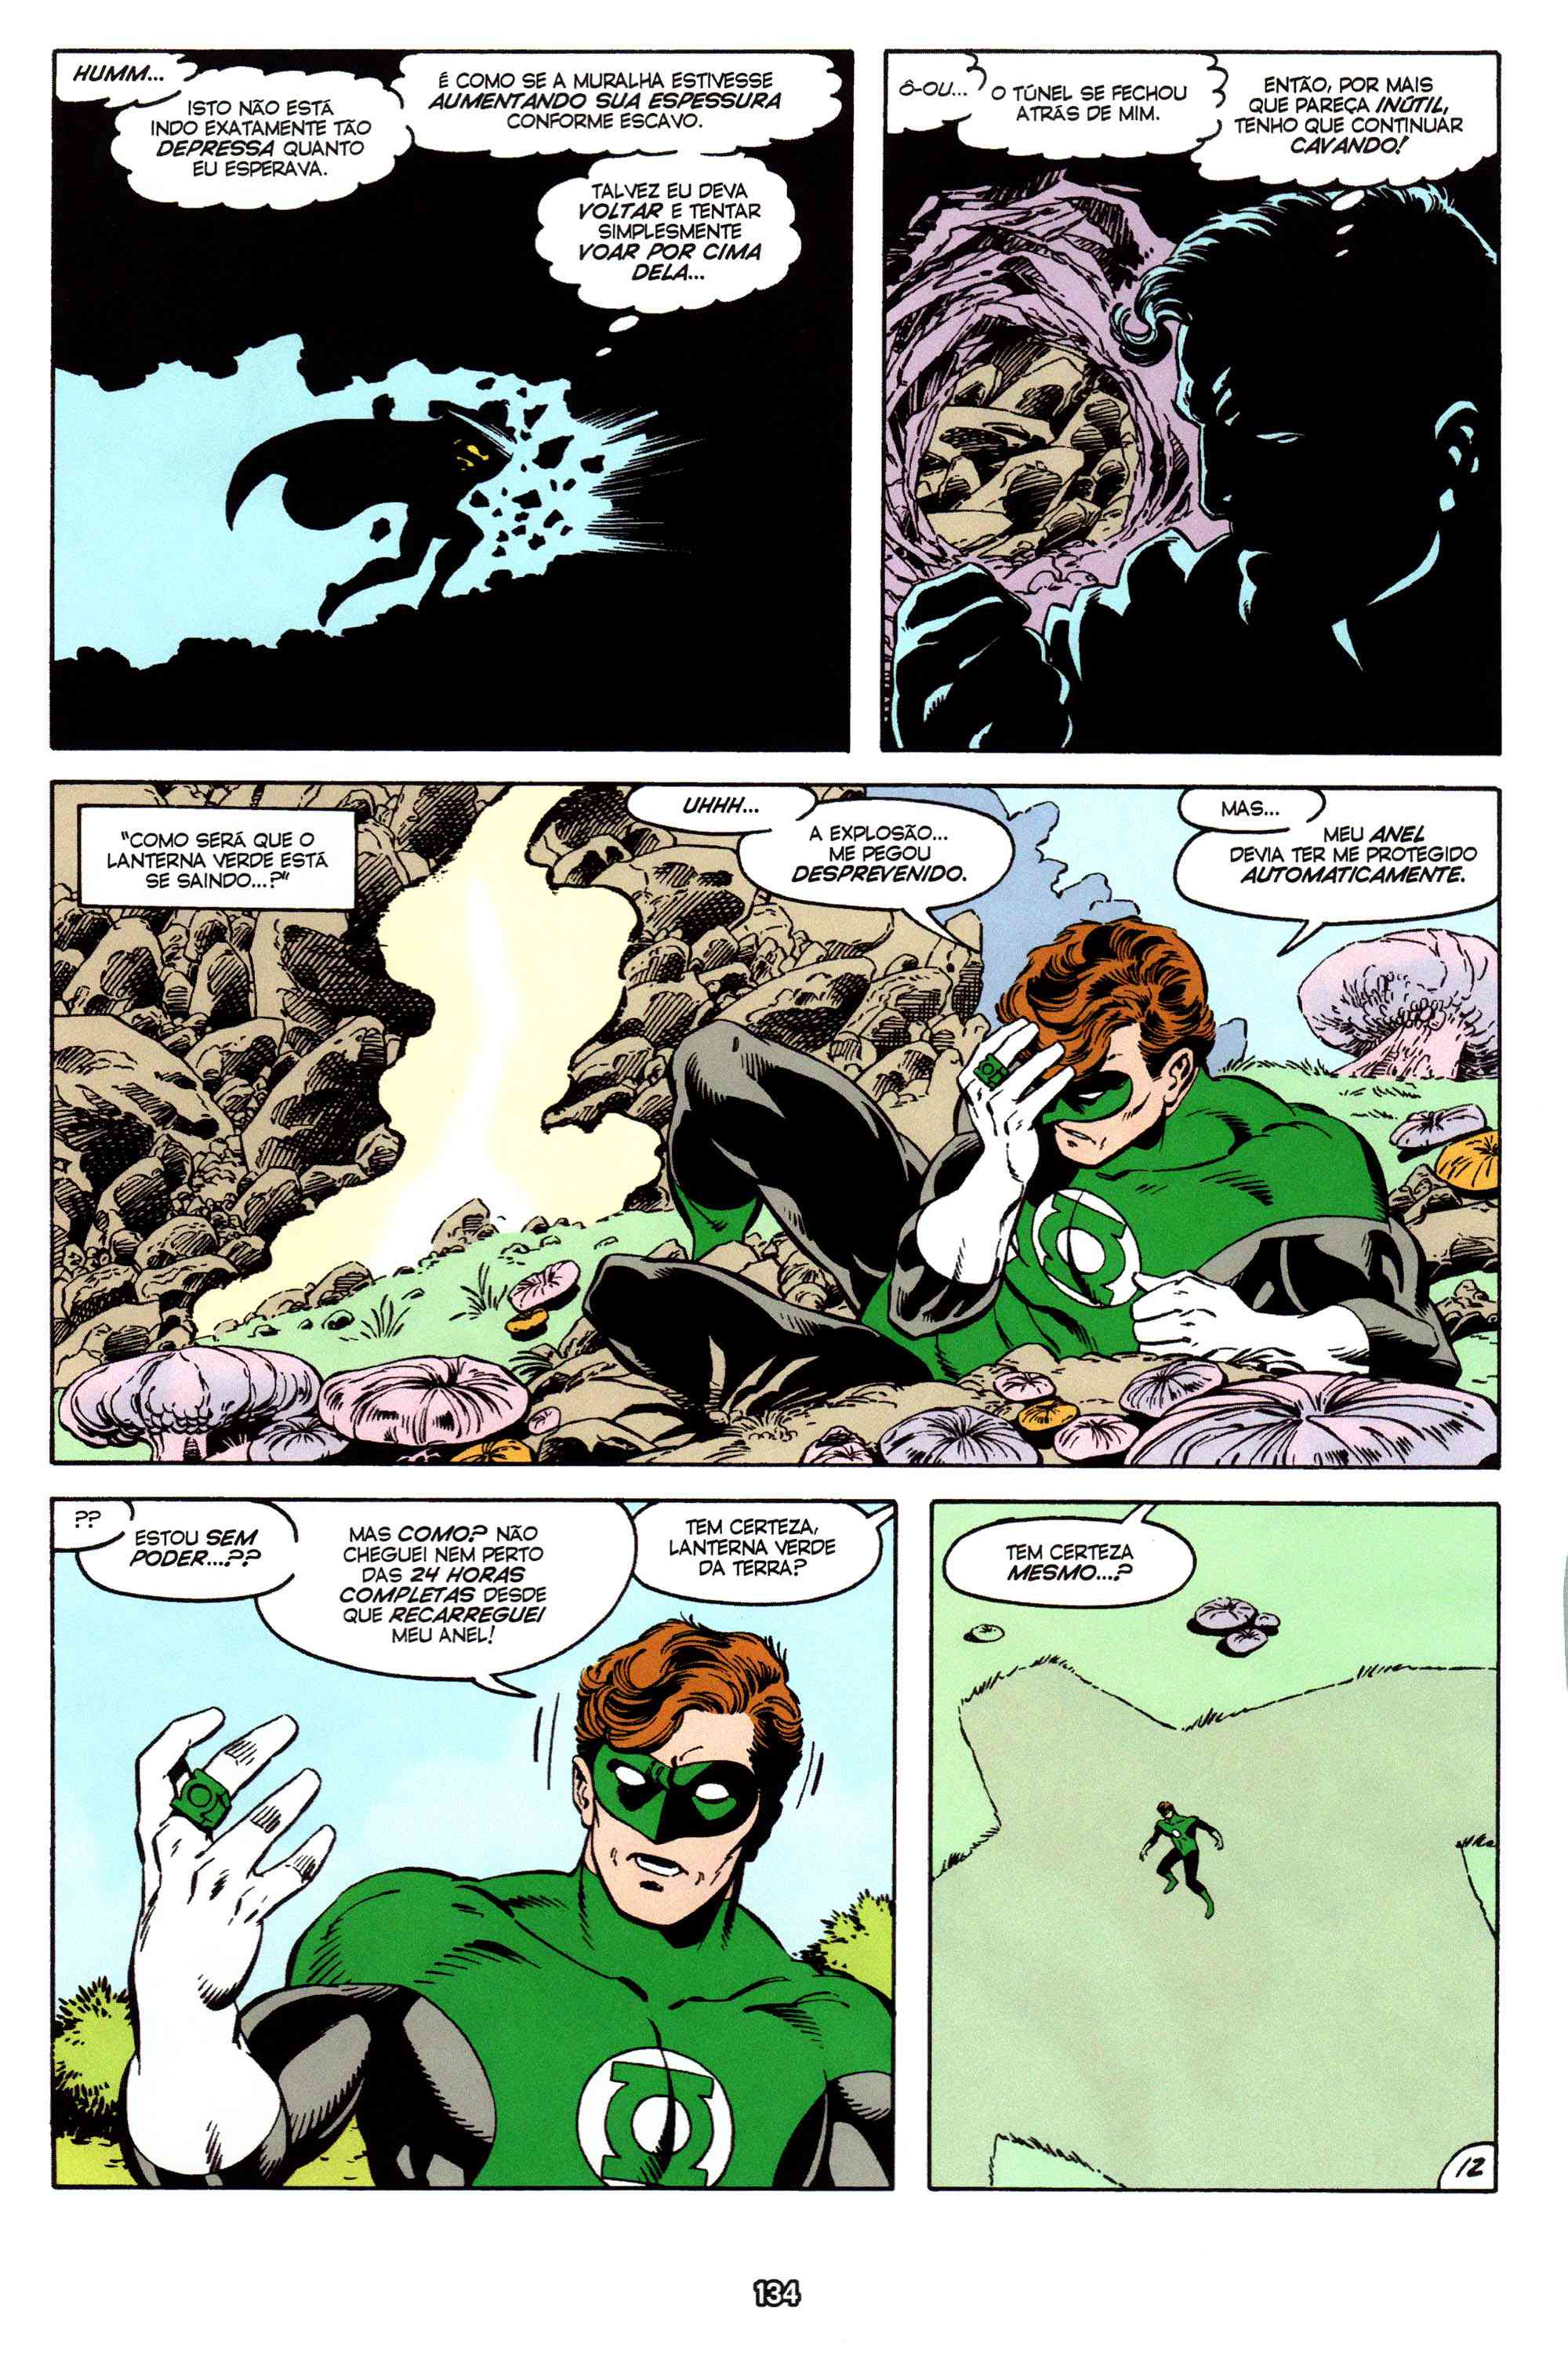 HUMM...
ISTO NÃO ESTÁ
INDO EXATAMENTE TÃO
DEPRESSA QUANTO
EU ESPERAVA.
É COMO SE A MURALHA ESTIVESSE
AUMENTANDO SUA ESPESSURA
CONFORME ESCAVO.
TALVEZ EU DEVA
VOLTAR E TENTAR
SIMPLESMENTE
VOAR POR CIMA
DELA...
Ô-OU...
O TÚNEL SE FECHOU
ATRÁS DE MIM.
ENTÃO, POR MAIS
QUE PAREÇA INÚTIL,
TENHO QUE CONTINUAR
CAVANDO!
"COMO SERÁ QUE O
LANTERNA VERDE ESTÁ
SE SAINDO...?"
UHHH...
A EXPLOSÃO...
ME PEGOU
DESPREVENIDO.
MAS...
MEU ANEL
DEVIA TER ME PROTEGIDO
AUTOMATICAMENTE.
??
ESTOU SEM
PODER...??
MAS COMO? NÃO
CHEGUEI NEM PERTO
DAS 24 HORAS
COMPLETAS DESDE
QUE RECARREGUEI
MEU ANEL!
TEM CERTEZA,
LANTERNA VERDE
DA TERRA?
TEM CERTEZA
MESMO...?
12
134